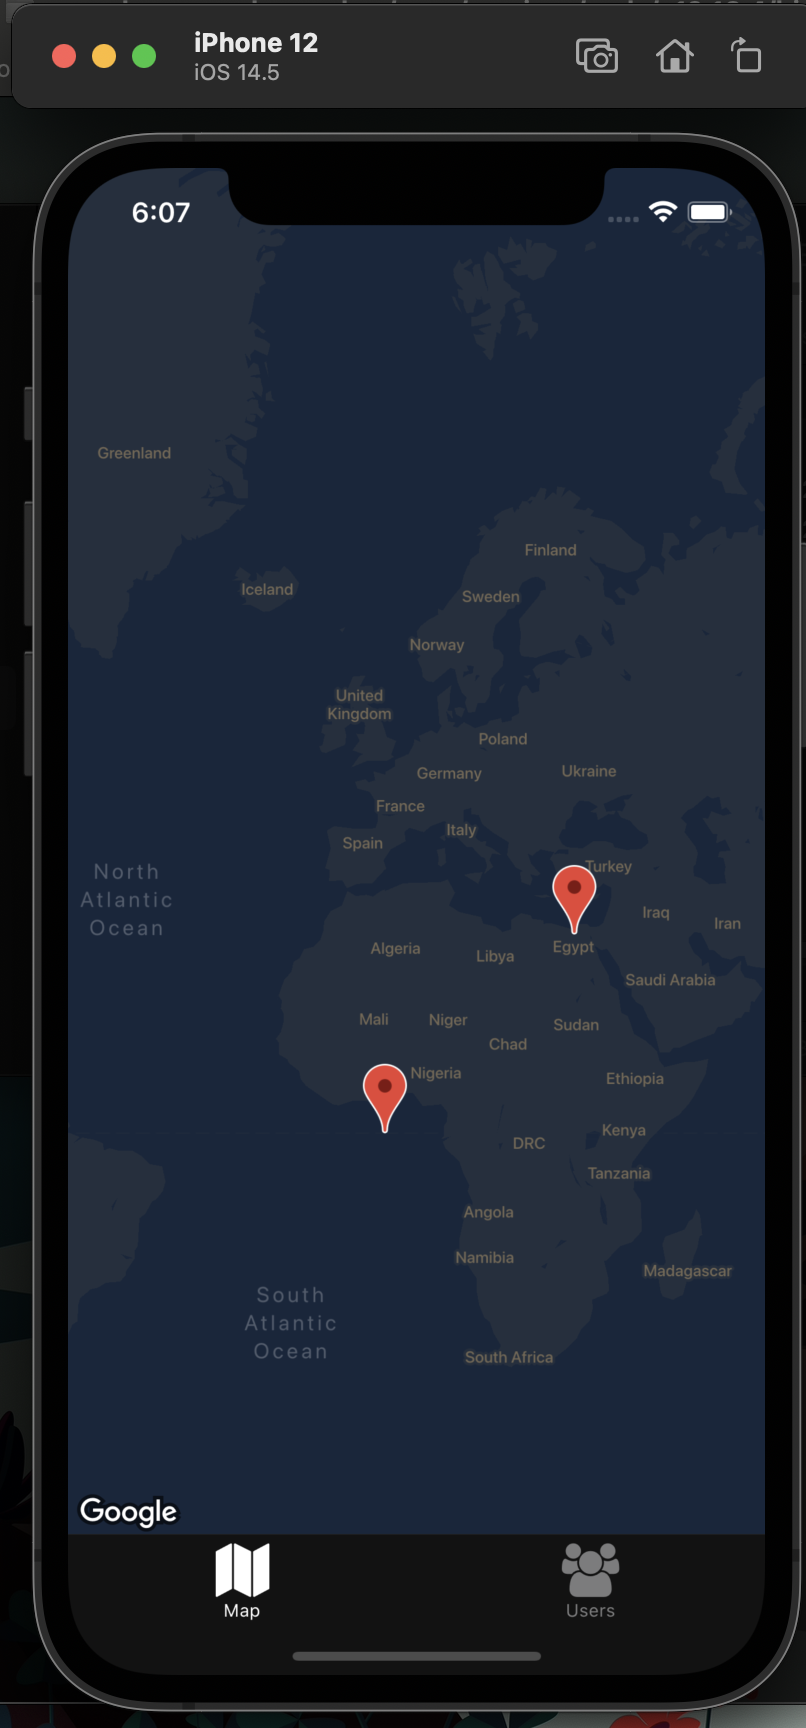 iPhone 12
iOS 14.5
6:07
Greenland
Finland
Iceland
Sweden
Norway
United
Kingdom
Poland
Germany
Ukraine
France
Italy
Spain
Turkey
North
Atlantic
Ocean
Iraq
Iran
Algeria
Libya
Egypt
Saudi Arabia
Mali
Niger
Sudan
Chad
Nigeria
Ethiopia
Kenya
DRC
Tanzania
Angola
Namibia
Madagascar
South
Atlantic
Ocean
South Africa
Google
Map
Users